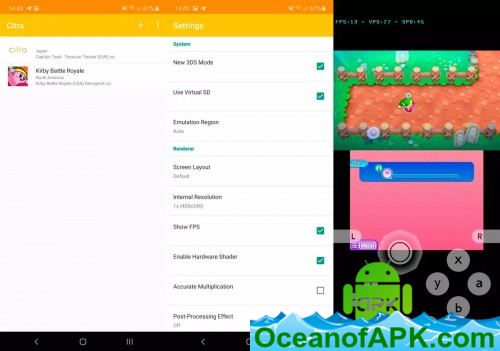 14:43
67%
Citra
+
citra
Japan
Captain Toad - Treasure Tracker (EUR).cci
Kirby Battle Royale
North America
Kirby Battle Royale (USA) Decrypted.cci
14:43
67%
Settings
System
New 3DS Mode
Use Virtual SD
Emulation Region
Auto
Renderer
Screen Layout
Default
Internal Resolution
1x (400x240)
Show FPS
Enable Hardware Shader
Accurate Multiplication
Post-Processing Effect
Off
FPS:13 - VPS:27 - SPD:45
L
R
x
y
a
b
OceanofAPK.com